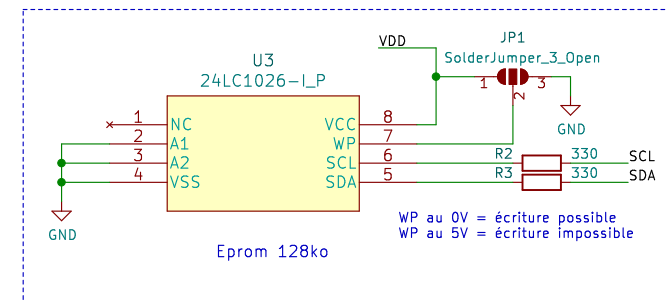 VDD
JP1
SolderJumper_3_Open
U3
24LC1026-I_P
1
3
2
GND
1
NC
VCC
8
2
A1
WP
7
3
A2
SCL
6
R2
330
SCL
4
VSS
SDA
5
R3
330
SDA
GND
WP au 0V = écriture possible
WP au 5V = écriture impossible
Eprom 128ko